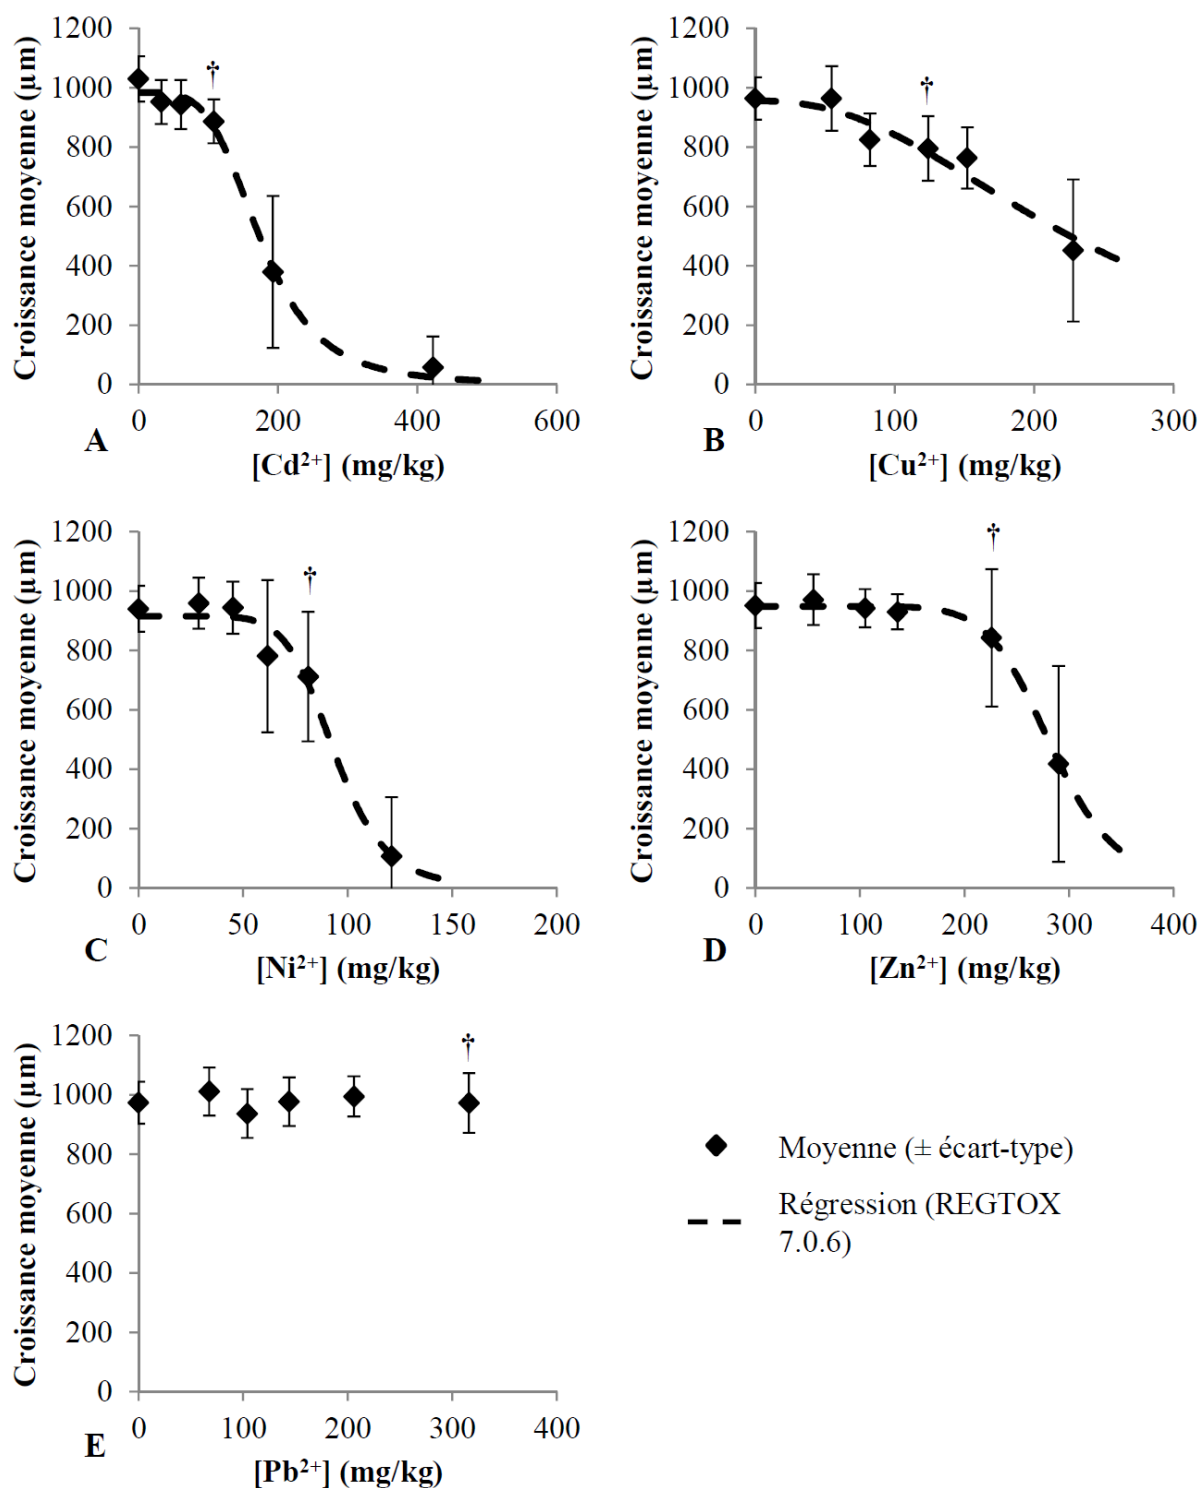 Croissance moyenne (µm)
1200
1000
800
600
400
200
0
†
0 200 400 600
[Cd²⁺] (mg/kg)
A
Croissance moyenne (µm)
1200
1000
800
600
400
200
0
†
0 100 200 300
[Cu²⁺] (mg/kg)
B
Croissance moyenne (µm)
1200
1000
800
600
400
200
0
†
0 50 100 150 200
[Ni²⁺] (mg/kg)
C
Croissance moyenne (µm)
1200
1000
800
600
400
200
0
†
0 100 200 300 400
[Zn²⁺] (mg/kg)
D
Croissance moyenne (µm)
1200
1000
800
600
400
200
0
†
0 100 200 300 400
[Pb²⁺] (mg/kg)
E
Moyenne (± écart-type)
Régression (REGTOX
7.0.6)